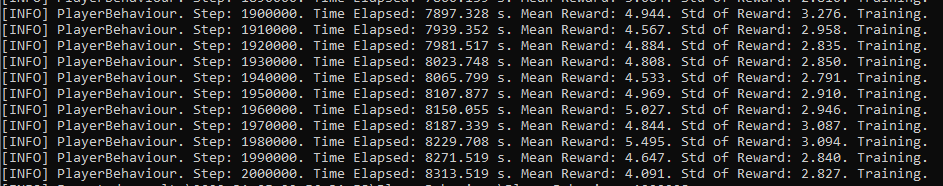 [INFO] PlayerBehaviour. Step: 1900000. Time Elapsed: 7897.328 s. Mean Reward: 4.944. Std of Reward: 3.276. Training.
[INFO] PlayerBehaviour. Step: 1910000. Time Elapsed: 7939.352 s. Mean Reward: 4.567. Std of Reward: 2.958. Training.
[INFO] PlayerBehaviour. Step: 1920000. Time Elapsed: 7981.517 s. Mean Reward: 4.884. Std of Reward: 2.835. Training.
[INFO] PlayerBehaviour. Step: 1930000. Time Elapsed: 8023.748 s. Mean Reward: 4.808. Std of Reward: 2.850. Training.
[INFO] PlayerBehaviour. Step: 1940000. Time Elapsed: 8065.799 s. Mean Reward: 4.533. Std of Reward: 2.791. Training.
[INFO] PlayerBehaviour. Step: 1950000. Time Elapsed: 8107.877 s. Mean Reward: 4.969. Std of Reward: 2.910. Training.
[INFO] PlayerBehaviour. Step: 1960000. Time Elapsed: 8150.055 s. Mean Reward: 5.027. Std of Reward: 2.946. Training.
[INFO] PlayerBehaviour. Step: 1970000. Time Elapsed: 8187.339 s. Mean Reward: 4.844. Std of Reward: 3.087. Training.
[INFO] PlayerBehaviour. Step: 1980000. Time Elapsed: 8229.708 s. Mean Reward: 5.495. Std of Reward: 3.094. Training.
[INFO] PlayerBehaviour. Step: 1990000. Time Elapsed: 8271.519 s. Mean Reward: 4.647. Std of Reward: 2.840. Training.
[INFO] PlayerBehaviour. Step: 2000000. Time Elapsed: 8313.519 s. Mean Reward: 4.091. Std of Reward: 2.827. Training.